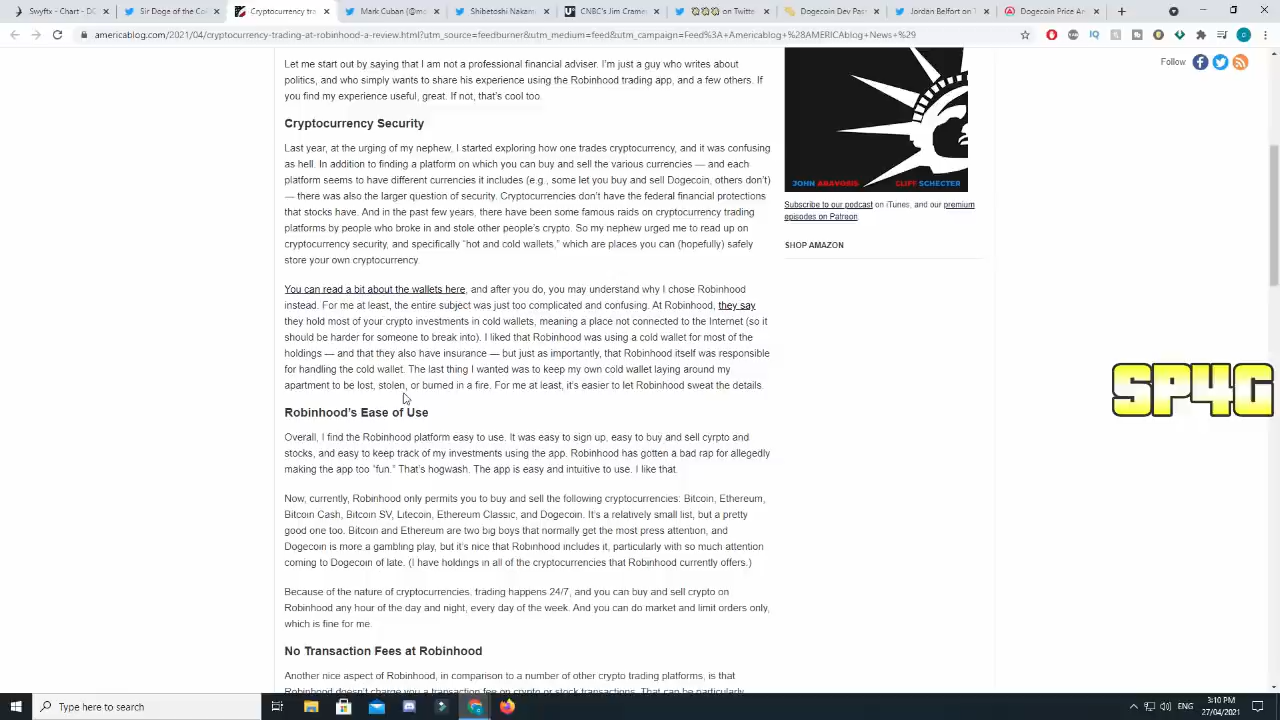 Swyftx - Chart - DO
Sir Doge of the Coi
Cryptocurrency tra
Mark Cuban (@mc
Shibetoshi Nakam
CNBC's Jim Crame
on Twitter
Dogecoin Dev Pas
Jordan Belfort on T
Dogecoin Price An
americablog.com/2021/04/cryptocurrency-trading-at-robinhood-a-review.html?utm_source=feedburner&utm_medium=feed&utm_campaign=Feed%3A+Americablog+%28AMERICAblog+News+%29
Let me start out by saying that I am not a professional financial adviser. I'm just a guy who writes about
politics, and who simply wants to share his experience using the Robinhood trading app, and a few others. If
you find my experience useful, great. If not, that's cool too.
Cryptocurrency Security
Last year, at the urging of my nephew, I started exploring how one trades cryptocurrency, and it was confusing
as hell. In addition to finding a platform on which you can buy and sell the various currencies — and each
platform seems to have different currencies it includes (e.g., some let you buy and sell Dogecoin, others don't)
— there was also the larger question of security. Cryptocurrencies don't have the federal financial protections
that stocks have. And in the past few years, there have been some famous raids on cryptocurrency trading
platforms by people who broke in and stole other people's crypto. So my nephew urged me to read up on
cryptocurrency security, and specifically "hot and cold wallets," which are places you can (hopefully) safely
store your own cryptocurrency
You can read a bit about the wallets here, and after you do, you may understand why I chose Robinhood
instead. For me at least, the entire subject was just too complicated and confusing. At Robinhood, they say
they hold most of your crypto investments in cold wallets, meaning a place not connected to the Internet (so it
should be harder for someone to break into). I liked that Robinhood was using a cold wallet for most of the
holdings — and that they also have insurance — but just as importantly, that Robinhood itself was responsible
for handling the cold wallet. The last thing I wanted was to keep my own cold wallet laying around my
apartment to be lost, stolen, or burned in a fire. For me at least, it's easier to let Robinhood sweat the details.
Robinhood's Ease of Use
Overall, I find the Robinhood platform easy to use. It was easy to sign up, easy to buy and sell cyrpto and
stocks, and easy to keep track of my investments using the app. Robinhood has gotten a bad rap for allegedly
making the app too "fun." That's hogwash. The app is easy and intuitive to use. I like that.
Now, currently, Robinhood only permits you to buy and sell the following cryptocurrencies: Bitcoin, Ethereum,
Bitcoin Cash, Bitcoin SV, Litecoin, Ethereum Classic, and Dogecoin. It's a relatively small list, but a pretty
good one too. Bitcoin and Ethereum are two big boys that normally get the most press attention, and
Dogecoin is more a gambling play, but it's nice that Robinhood includes it, particularly with so much attention
coming to Dogecoin of late. (I have holdings in all of the cryptocurrencies that Robinhood currently offers.)
Because of the nature of cryptocurrencies, trading happens 24/7, and you can buy and sell crypto on
Robinhood any hour of the day and night, every day of the week. And you can do market and limit orders only,
which is fine for me.
No Transaction Fees at Robinhood
Another nice aspect of Robinhood, in comparison to a number of other crypto trading platforms, is that
Robinhood doesn't charge you a transaction fee on crypto or stock transactions. That can be particularly
Follow
JOHN ARAVOSIS
CLIFF SCHECTER
Subscribe to our podcast on iTunes, and our premium
episodes on Patreon.
SHOP AMAZON
SP4G
Type here to search
ENG
3:10 PM
27/04/2021